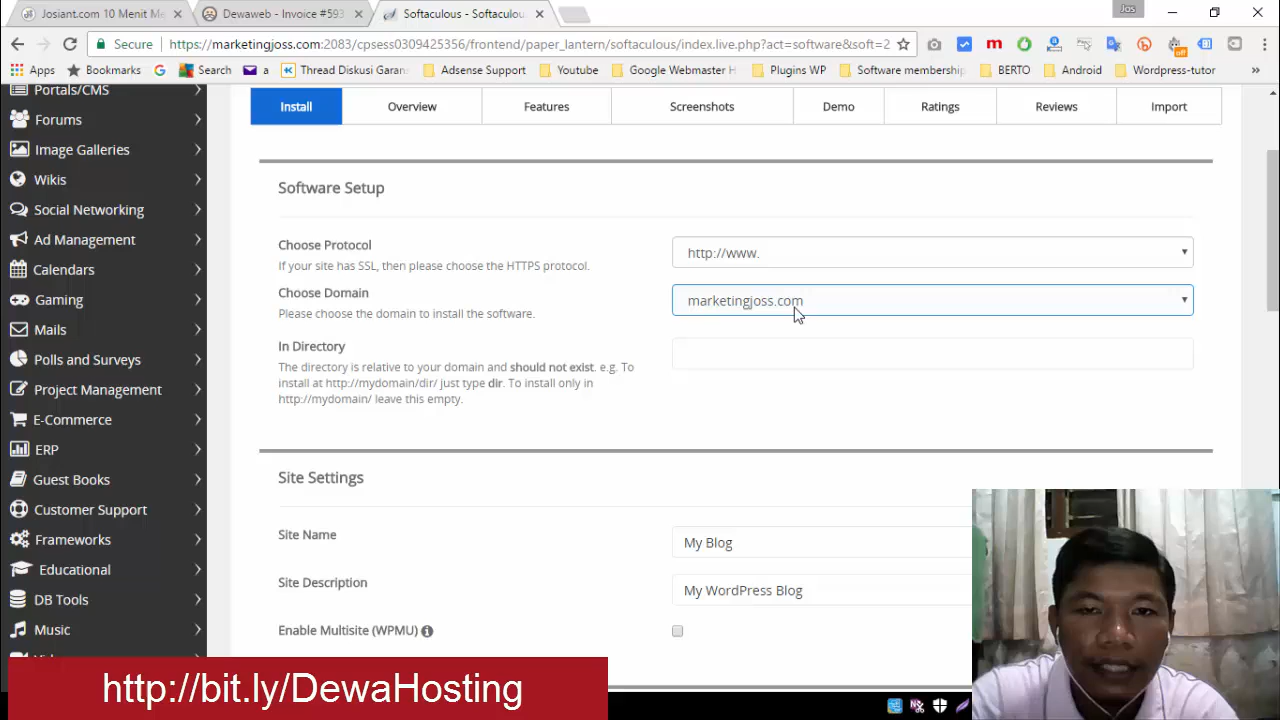 Josiant.com 10 Menit Me
Dewaweb - Invoice #593
Softaculous - Softaculou
Jos
Secure
https://marketingjoss.com:2083/cpsess0309425356/frontend/paper_lantern/softaculous/index.live.php?act=software&soft=2
Apps
Bookmarks
Search
a
Thread Diskusi Garans
Adsense Support
Youtube
Google Webmaster H
Plugins WP
Software membership
BERTO
Android
Wordpress-tutor
»
Portals/CMS
Forums
Image Galleries
Wikis
Social Networking
Ad Management
Calendars
Gaming
Mails
Polls and Surveys
Project Management
E-Commerce
ERP
Guest Books
Customer Support
Frameworks
Educational
DB Tools
Music
Install
Overview
Features
Screenshots
Demo
Ratings
Reviews
Import
Software Setup
Choose Protocol
If your site has SSL, then please choose the HTTPS protocol.
http://www.
Choose Domain
Please choose the domain to install the software.
marketingjoss.com
In Directory
The directory is relative to your domain and should not exist. e.g. To
install at http://mydomain/dir/ just type dir. To install only in
http://mydomain/ leave this empty.
Site Settings
Site Name
My Blog
Site Description
My WordPress Blog
Enable Multisite (WPMU)
http://bit.ly/DewaHosting